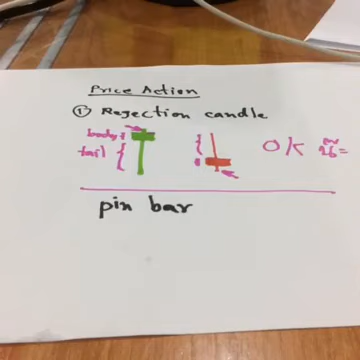 Price Action
① Rejection candle
body
tail
OK
pin bar